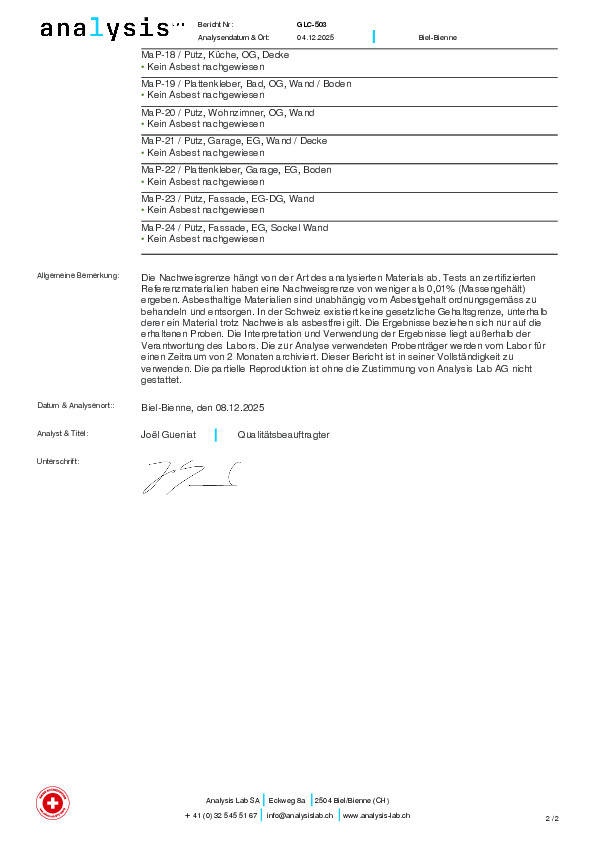 analysis
Bericht Nr: GLC-503
Analysendatum & Ort: 04.12.2025 Biel-Bienne
MaP-18 / Putz, Küche, OG, Decke
• Kein Asbest nachgewiesen
MaP-19 / Plattenkleber, Bad, OG, Wand / Boden
• Kein Asbest nachgewiesen
MaP-20 / Putz, Wohnzimner, OG, Wand
• Kein Asbest nachgewiesen
MaP-21 / Putz, Garage, EG, Wand / Decke
• Kein Asbest nachgewiesen
MaP-22 / Plattenkleber, Garage, EG, Boden
• Kein Asbest nachgewiesen
MaP-23 / Putz, Fassade, EG-DG, Wand
• Kein Asbest nachgewiesen
MaP-24 / Putz, Fassade, EG, Sockel Wand
• Kein Asbest nachgewiesen
Allgemeine Bemerkung:
Die Nachweisgrenze hängt von der Art des analysierten Materials ab. Tests an zertifizierten
Referenzmaterialien haben eine Nachweisgrenze von weniger als 0,01% (Massengehält)
ergeben. Asbesthaltige Materialien sind unabhängig vom Asbestgehalt ordnungsgemäss zu
behandeln und entsorgen. In der Schweiz existiert keine gesetzliche Gehaltsgrenze, unterhalb
derer ein Material trotz Nachweis als asbestfrei gilt. Die Ergebnisse beziehen sich nur auf die
erhaltenen Proben. Die Interpretation und Verwendung der Ergebnisse liegt außerhalb der
Verantwortung des Labors. Die zur Analyse verwendeten Probenträger werden vom Labor für
einen Zeitraum von 2 Monaten archiviert. Dieser Bericht ist in seiner Vollständigkeit zu
verwenden. Die partielle Reproduktion ist ohne die Zustimmung von Analysis Lab AG nicht
gestattet.
Datum & Analysenort:: Biel-Bienne, den 08.12.2025
Analyst & Titel: Joël Gueniat Qualitätsbeauftragter
Unterschrift:
Analysis Lab SA Eckweg 8a 2504 Biel/Bienne (CH)
+ 41 (0) 32 545 51 67 info@analysislab.ch www.analysis-lab.ch
2 / 2